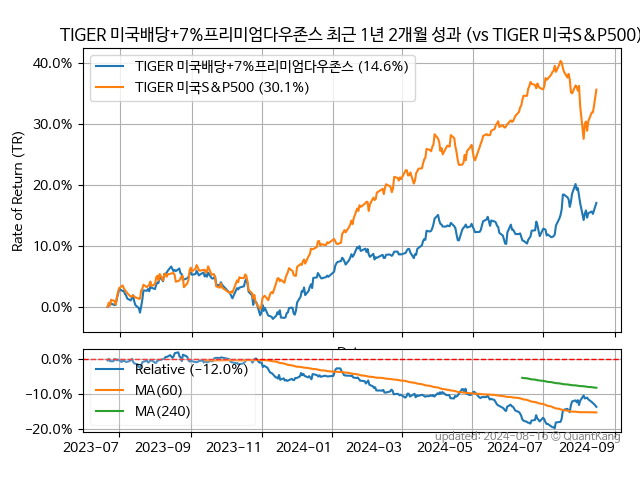 TIGER 미국배당+7%프리미엄다우존스 최근 1년 2개월 성과 (vs TIGER 미국S&P500)
40.0%
30.0%
20.0%
10.0%
0.0%
Rate of Return (TR)
TIGER 미국배당+7%프리미엄다우존스 (14.6%)
TIGER 미국S&P500 (30.1%)
0.0%
−10.0%
−20.0%
Relative (−12.0%)
MA(60)
MA(240)
2023-07 2023-09 2023-11 2024-01 2024-03 2024-05 2024-07 2024-09
updated: 2024-08-16 © QuantKang